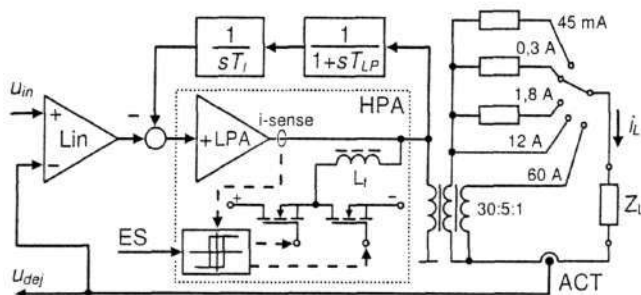 1
sT_I
1
1+sT_LP
45 mA
0,3 A
1,8 A
12 A
60 A
u_in
+
−
Lin
−
HPA
+LPA
i-sense
L_f
+
−
ES
30:5:1
i_L
Z_L
u_dej
ACT